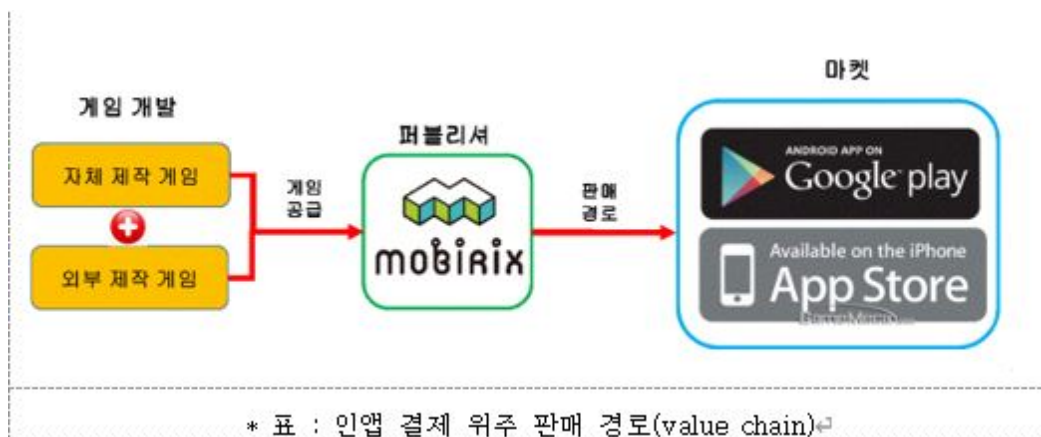 마켓
게임 개발
퍼블리셔
자체 제작 게임
외부 제작 게임
게임
공급
mobirix
판매
경로
ANDROID APP ON
Google play
Available on the iPhone
App Store
* 표 : 인앱 결제 위주 판매 경로(value chain)↵